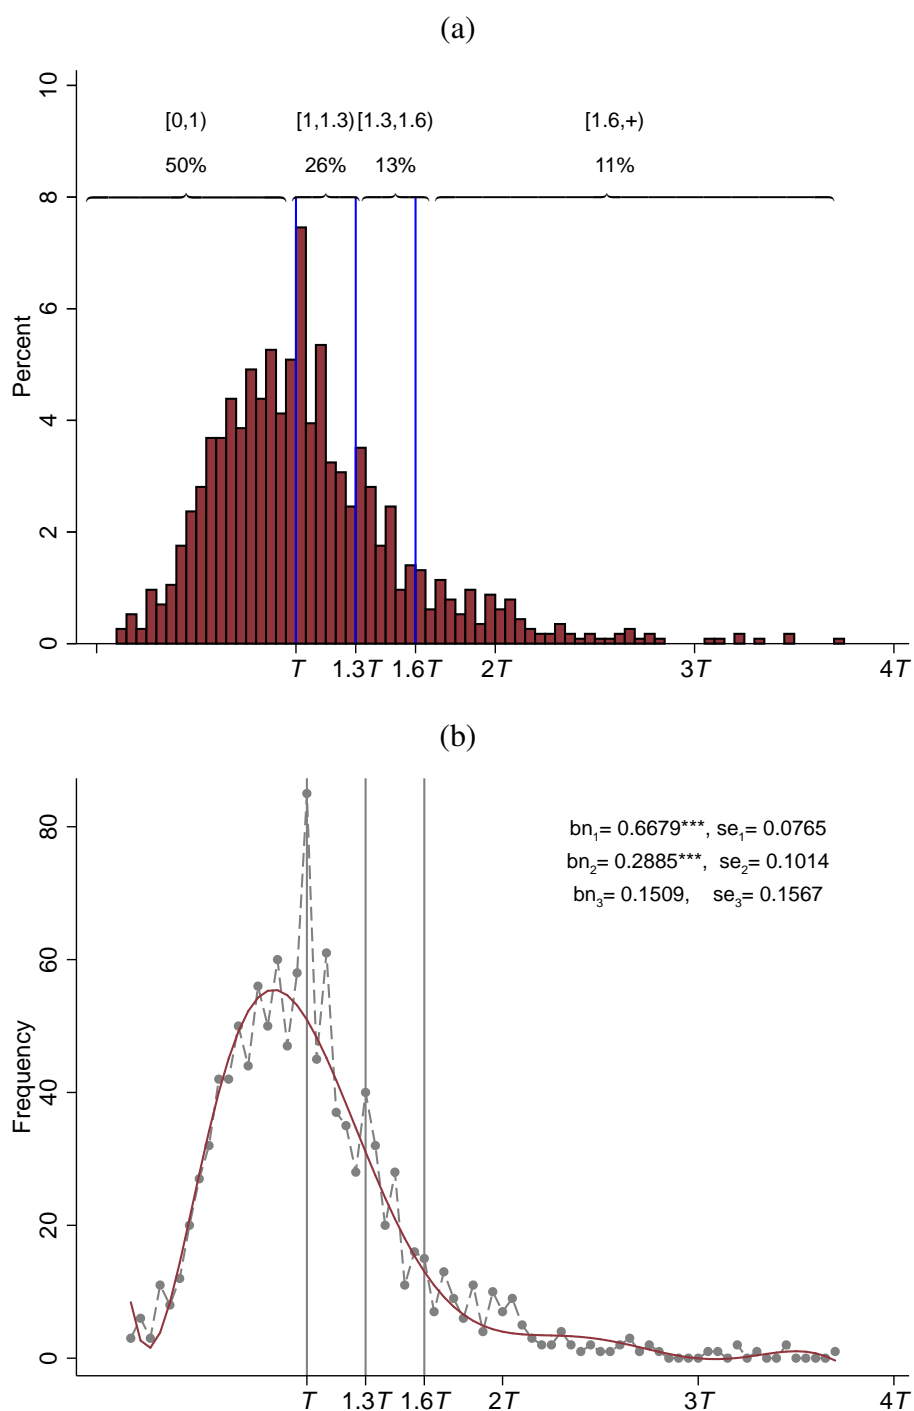 (a)
10
[0,1) [1,1.3) [1.3,1.6) [1.6,+)
50% 26% 13% 11%
8
6
Percent
4
2
0
T 1.3T 1.6T 2T 3T 4T
(b)
80
bn1= 0.6679***, se1= 0.0765
bn2= 0.2885***, se2= 0.1014
bn3= 0.1509, se3= 0.1567
60
Frequency
40
20
0
T 1.3T 1.6T 2T 3T 4T